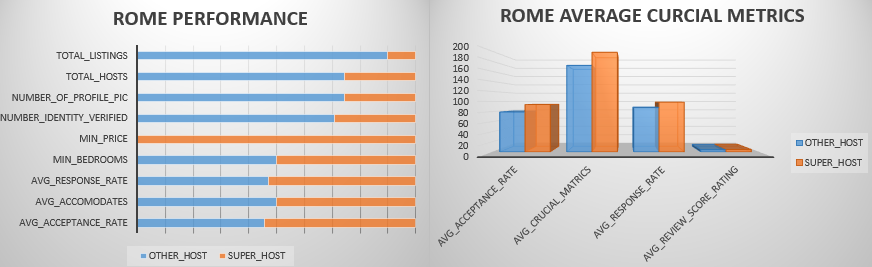 ROME PERFORMANCE
TOTAL_LISTINGS
TOTAL_HOSTS
NUMBER_OF_PROFILE_PIC
NUMBER_IDENTITY_VERIFIED
MIN_PRICE
MIN_BEDROOMS
AVG_RESPONSE_RATE
AVG_ACCOMODATES
AVG_ACCEPTANCE_RATE
OTHER_HOST SUPER_HOST
ROME AVERAGE CURCIAL METRICS
200
180
160
140
120
100
80
60
40
20
0
AVG_ACCEPTANCE_RATE
AVG_CRUCIAL_MATRICS
AVG_RESPONSE_RATE
AVG_REVIEW_SCORE_RATING
OTHER_HOST
SUPER_HOST